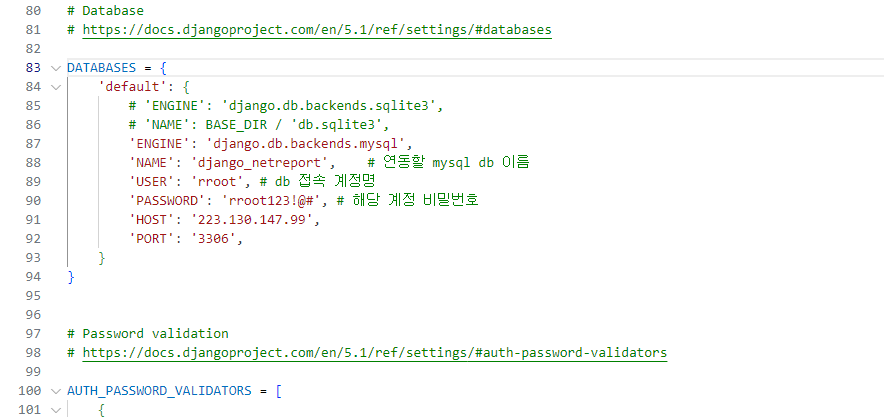 80 # Database
81 # https://docs.djangoproject.com/en/5.1/ref/settings/#databases
82
83 DATABASES = {
84 'default': {
85 # 'ENGINE': 'django.db.backends.sqlite3',
86 # 'NAME': BASE_DIR / 'db.sqlite3',
87 'ENGINE': 'django.db.backends.mysql',
88 'NAME': 'django_netreport', # 연동할 mysql db 이름
89 'USER': 'rroot', # db 접속 계정명
90 'PASSWORD': 'rroot123!@#', # 해당 계정 비밀번호
91 'HOST': '223.130.147.99',
92 'PORT': '3306',
93 }
94 }
95
96
97 # Password validation
98 # https://docs.djangoproject.com/en/5.1/ref/settings/#auth-password-validators
99
100 AUTH_PASSWORD_VALIDATORS = [
101 {